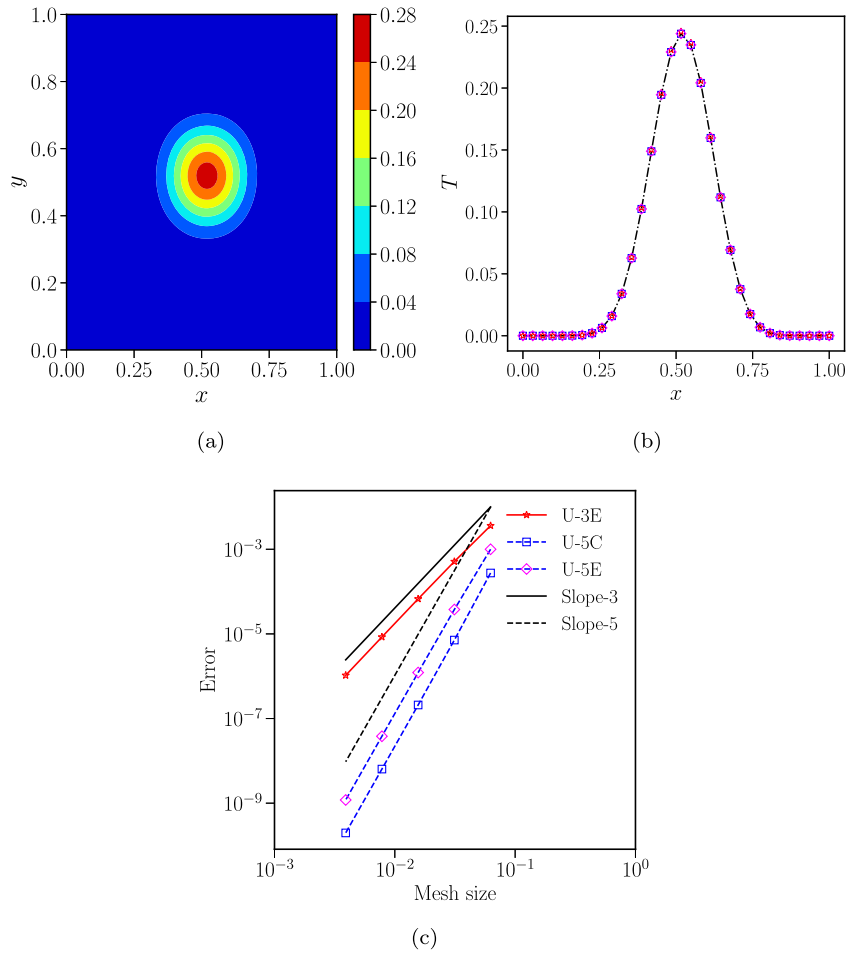 1.0
0.8
0.6
0.4
0.2
0.0
y
0.00 0.25 0.50 0.75 1.00
x
0.28
0.24
0.20
0.16
0.12
0.08
0.04
0.00
(a)
0.25
0.20
0.15
0.10
0.05
0.00
T
0.00 0.25 0.50 0.75 1.00
x
(b)
10⁻³
10⁻⁵
10⁻⁷
10⁻⁹
Error
U-3E
U-5C
U-5E
Slope-3
Slope-5
10⁻³ 10⁻² 10⁻¹ 10⁰
Mesh size
(c)